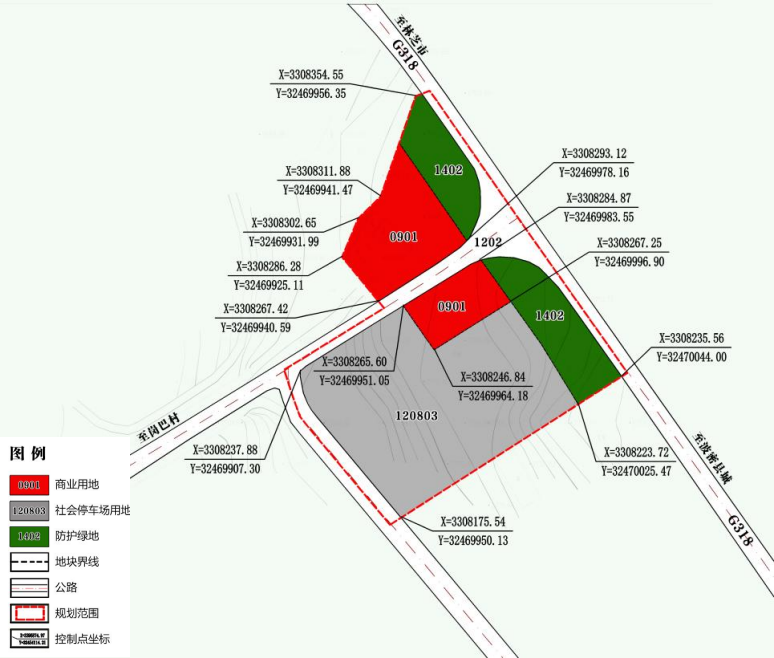 至林芝市
G318
X=3308354.55
Y=32469956.35
X=3308293.12
Y=32469978.16
X=3308311.88
Y=32469941.47
1402
X=3308284.87
Y=32469983.55
X=3308302.65
Y=32469931.99
0901
1202
X=3308267.25
Y=32469996.90
X=3308286.28
Y=32469925.11
X=3308267.42
Y=32469940.59
0901
1402
X=3308235.56
Y=32470044.00
X=3308265.60
Y=32469951.05
X=3308246.84
Y=32469964.18
120803
至岗巴村
X=3308237.88
Y=32469907.30
X=3308223.72
Y=32470025.47
至波密县城
G318
X=3308175.54
Y=32469950.13
图 例
0901 商业用地
120803 社会停车场用地
1402 防护绿地
地块界线
公路
规划范围
控制点坐标